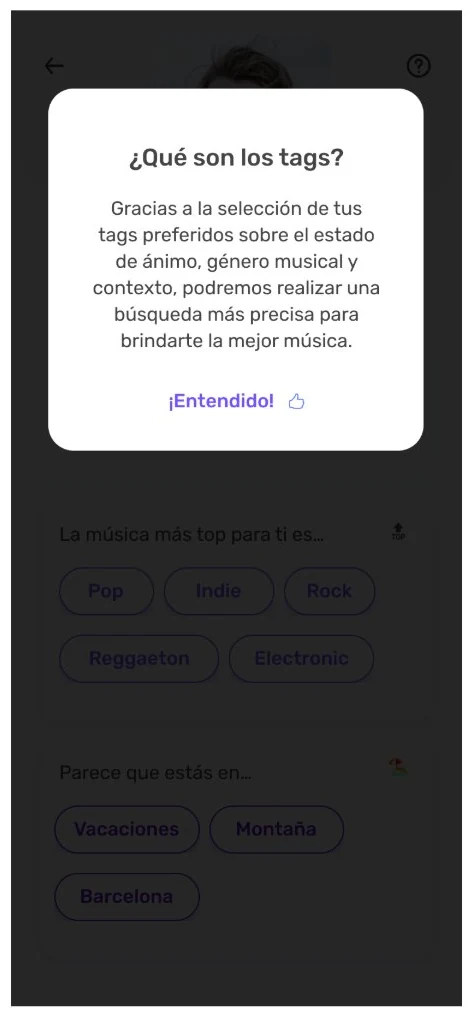 ¿Qué son los tags?
Gracias a la selección de tus
tags preferidos sobre el estado
de ánimo, género musical y
contexto, podremos realizar una
búsqueda más precisa para
brindarte la mejor música.
¡Entendido!
La música más top para ti es...
TOP
Pop Indie Rock
Reggaeton Electronic
Parece que estás en...
Vacaciones Montaña
Barcelona